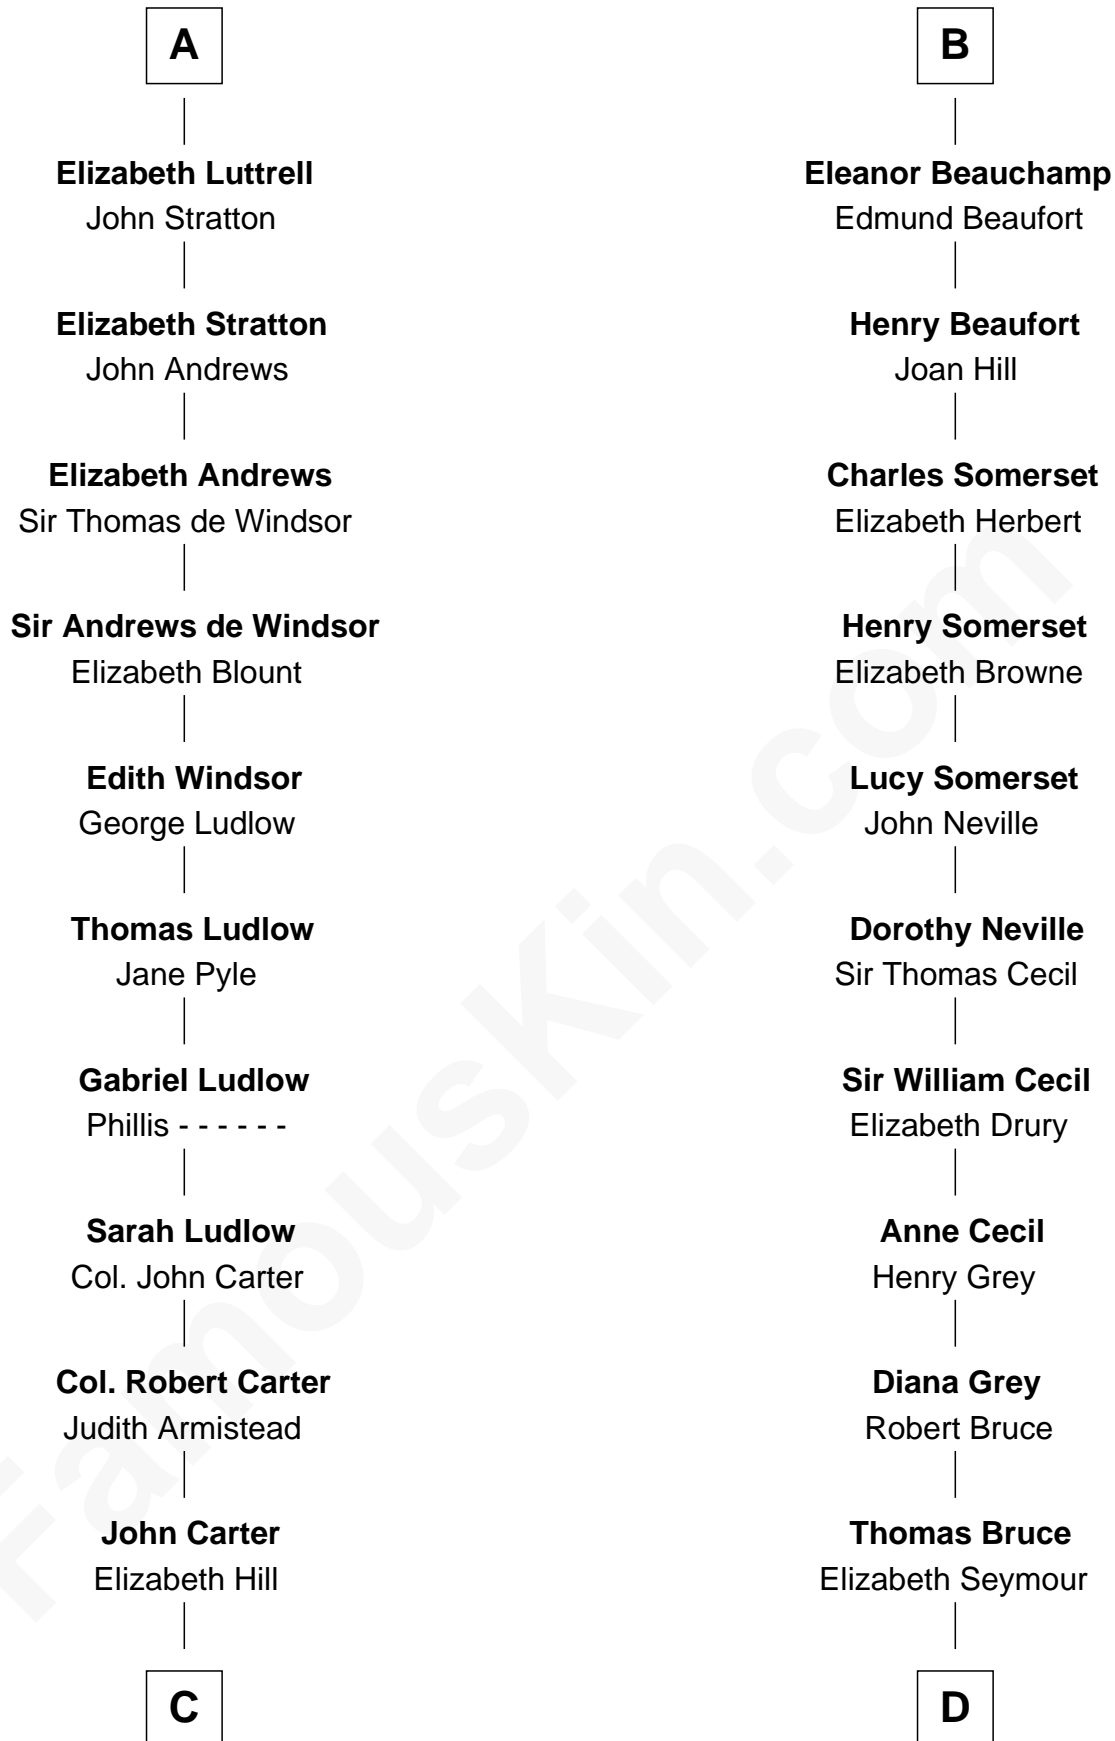 A
Elizabeth Luttrell
John Stratton
Elizabeth Stratton
John Andrews
Elizabeth Andrews
Sir Thomas de Windsor
Sir Andrews de Windsor
Elizabeth Blount
Edith Windsor
George Ludlow
Thomas Ludlow
Jane Pyle
Gabriel Ludlow
Phillis - - - - - -
Sarah Ludlow
Col. John Carter
Col. Robert Carter
Judith Armistead
John Carter
Elizabeth Hill
C
B
Eleanor Beauchamp
Edmund Beaufort
Henry Beaufort
Joan Hill
Charles Somerset
Elizabeth Herbert
Henry Somerset
Elizabeth Browne
Lucy Somerset
John Neville
Dorothy Neville
Sir Thomas Cecil
Sir William Cecil
Elizabeth Drury
Anne Cecil
Henry Grey
Diana Grey
Robert Bruce
Thomas Bruce
Elizabeth Seymour
D
FamousKin.com